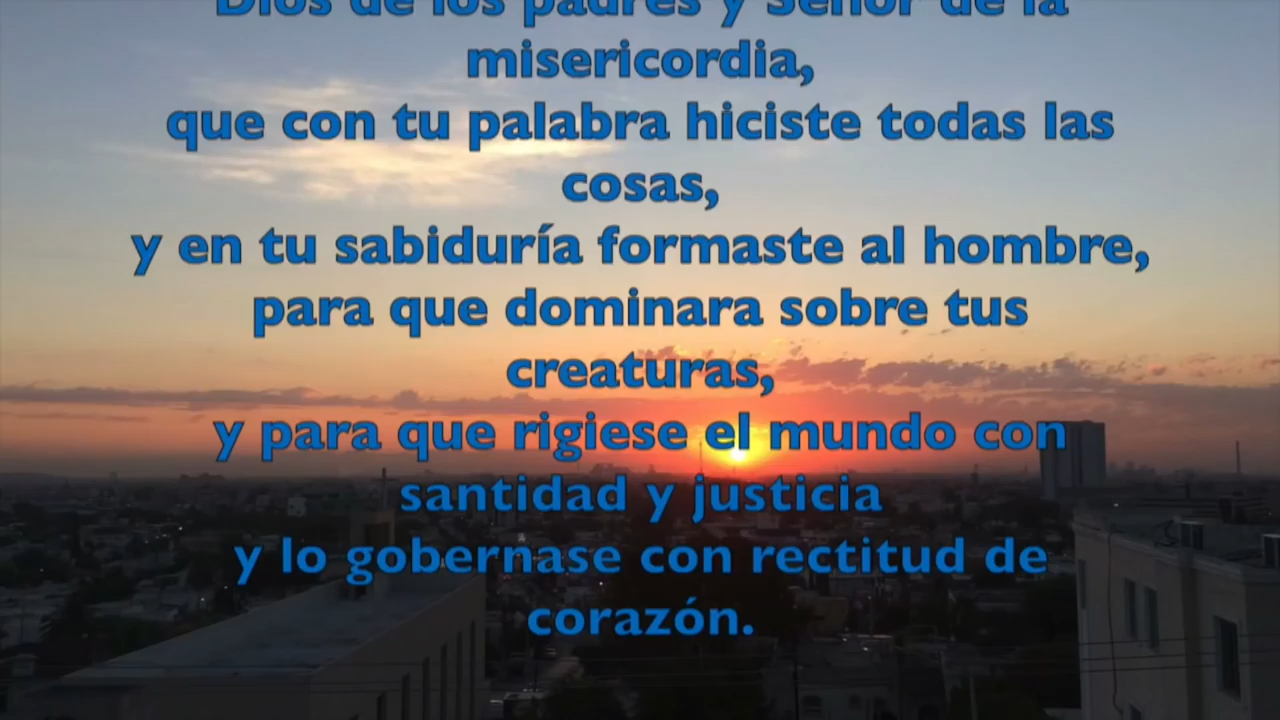 Dios de los padres y Señor de la
misericordia,
que con tu palabra hiciste todas las
cosas,
y en tu sabiduría formaste al hombre,
para que dominara sobre tus
creaturas,
y para que rigiese el mundo con
santidad y justicia
y lo gobernase con rectitud de
corazón.